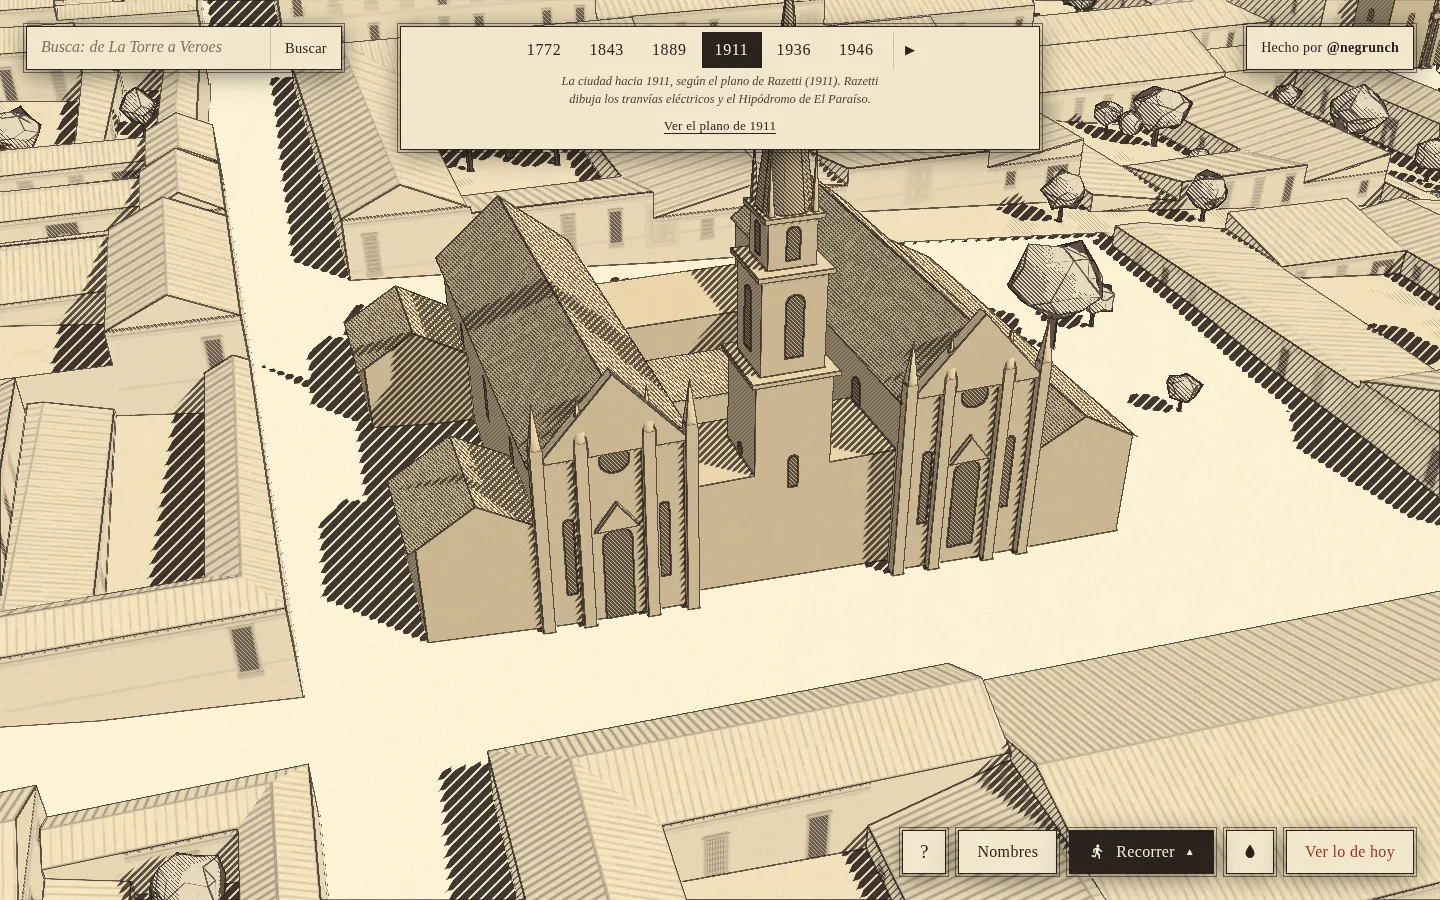 Busca: de La Torre a Veroes
Buscar
1772 1843 1889 1911 1936 1946
La ciudad hacia 1911, según el plano de Razetti (1911). Razetti
dibuja los tranvías eléctricos y el Hipódromo de El Paraíso.
Ver el plano de 1911
Hecho por @negrunch
?
Nombres
Recorrer
Ver lo de hoy